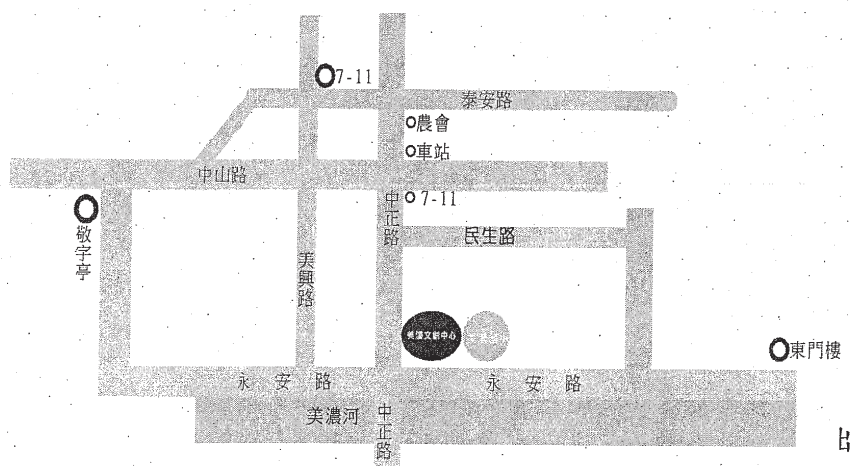 7-11
泰安路
農會
車站
中山路
7-11
中正路
敬字亭
民生路
美興路
美濃文創中心
東門樓
永安路
永安路
美濃河
中正路